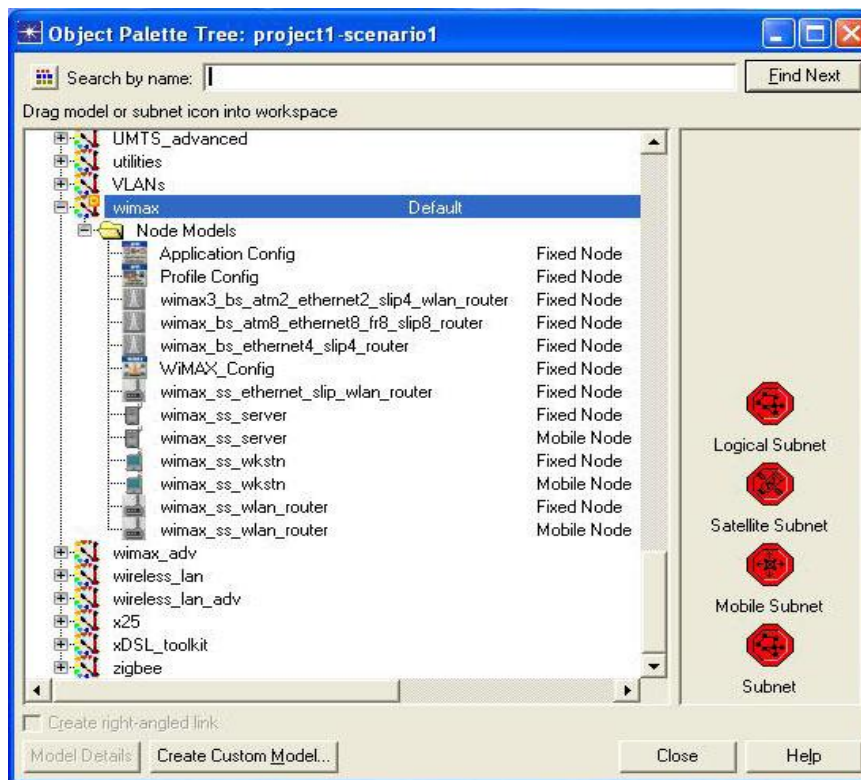 Object Palette Tree: project1-scenario1
Search by name:
Find Next
Drag model or subnet icon into workspace
UMTS_advanced
utilities
VLANs
wimax Default
Node Models
Application Config Fixed Node
Profile Config Fixed Node
wimax3_bs_atm2_ethernet2_slip4_wlan_router Fixed Node
wimax_bs_atm8_ethernet8_fr8_slip8_router Fixed Node
wimax_bs_ethernet4_slip4_router Fixed Node
WiMAX_Config Fixed Node
wimax_ss_ethernet_slip_wlan_router Fixed Node
wimax_ss_server Fixed Node
wimax_ss_server Mobile Node
wimax_ss_wkstn Fixed Node
wimax_ss_wkstn Mobile Node
wimax_ss_wlan_router Fixed Node
wimax_ss_wlan_router Mobile Node
wimax_adv
wireless_lan
wireless_lan_adv
x25
xDSL_toolkit
zigbee
Logical Subnet
Satellite Subnet
Mobile Subnet
Subnet
Create right-angled link
Model Details
Create Custom Model...
Close
Help